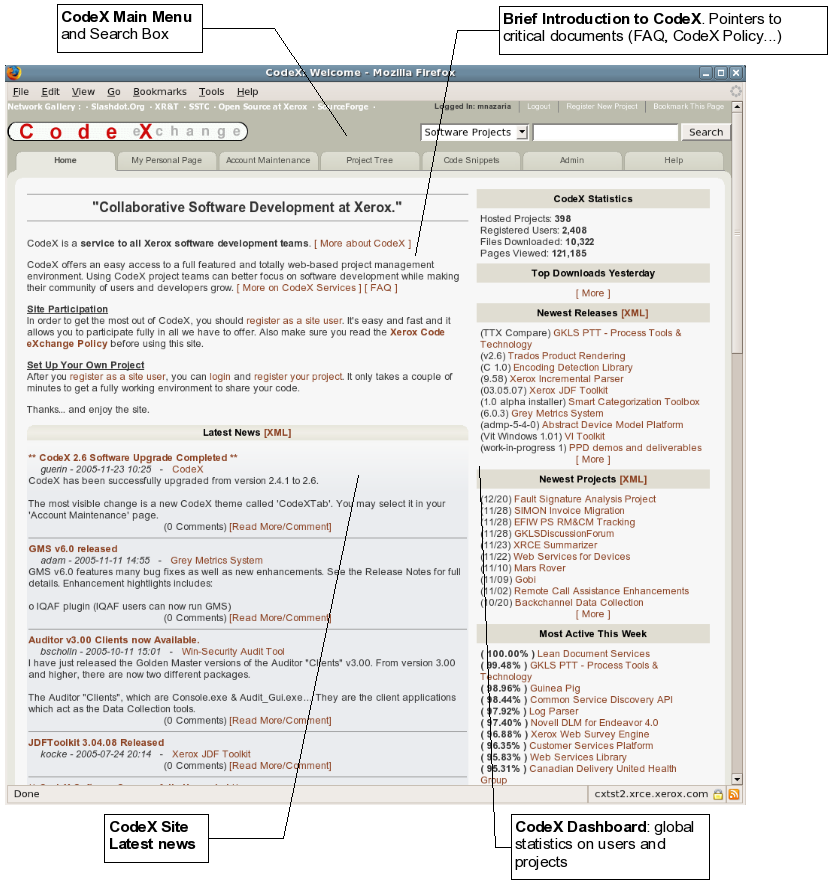 CodeX Main Menu
and Search Box
Brief Introduction to CodeX. Pointers to
critical documents (FAQ, CodeX Policy...)
CodeX: Welcome - Mozilla Firefox
File Edit View Go Bookmarks Tools Help
Network Gallery : · Slashdot.Org · XR&T · SSTC · Open Source at Xerox · SourceForge ·
Logged In: mnazaria Logout Register New Project Bookmark This Page
Code eXchange
Software Projects Search
Home My Personal Page Account Maintenance Project Tree Code Snippets Admin Help
"Collaborative Software Development at Xerox."
CodeX is a service to all Xerox software development teams. [ More about CodeX ]
CodeX offers an easy access to a full featured and totally web-based project management
environment. Using CodeX project teams can better focus on software development while making
their community of users and developers grow. [ More on CodeX Services ] [ FAQ ]
Site Participation
In order to get the most out of CodeX, you should register as a site user. It's easy and fast and it
allows you to participate fully in all we have to offer. Also make sure you read the Xerox Code
eXchange Policy before using this site.
Set Up Your Own Project
After you register as a site user, you can login and register your project. It only takes a couple of
minutes to get a fully working environment to share your code.
Thanks... and enjoy the site.
Latest News [XML]
** CodeX 2.6 Software Upgrade Completed **
guerin - 2005-11-23 10:25 - CodeX
CodeX has been successfully upgraded from version 2.4.1 to 2.6.
The most visible change is a new CodeX theme called 'CodeXTab'. You may select it in your
'Account Maintenance' page.
(0 Comments) [Read More/Comment]
GMS v6.0 released
adam - 2005-11-11 14:55 - Grey Metrics System
GMS v6.0 features many bug fixes as well as new enhancements. See the Release Notes for full
details. Enhancement hightlights includes:
o IQAF plugin (IQAF users can now run GMS)
(0 Comments) [Read More/Comment]
Auditor v3.00 Clients now Available.
bscholin - 2005-10-11 15:01 - Win-Security Audit Tool
I have just released the Golden Master versions of the Auditor "Clients" v3.00. From version 3.00
and higher, there are now two different packages.
The Auditor "Clients", which are Console.exe & Audit_Gui.exe... They are the client applications
which act as the Data Collection tools.
(0 Comments) [Read More/Comment]
JDFToolkit 3.04.08 Released
kocke - 2005-07-24 20:14 - Xerox JDF Toolkit
(0 Comments) [Read More/Comment]
CodeX Statistics
Hosted Projects: 398
Registered Users: 2,408
Files Downloaded: 10,322
Pages Viewed: 121,185
Top Downloads Yesterday
[ More ]
Newest Releases [XML]
(TTX Compare) GKLS PTT - Process Tools &
Technology
(v2.6) Trados Product Rendering
(C 1.0) Encoding Detection Library
(9.58) Xerox Incremental Parser
(03.05.07) Xerox JDF Toolkit
(1.0 alpha installer) Smart Categorization Toolbox
(6.0.3) Grey Metrics System
(admp-5-4-0) Abstract Device Model Platform
(Vit Windows 1.01) VI Toolkit
(work-in-progress 1) PPD demos and deliverables
[ More ]
Newest Projects [XML]
(12/20) Fault Signature Analysis Project
(11/28) SIMON Invoice Migration
(11/28) EFIW PS RM&CM Tracking
(11/28) GKLSDiscussionForum
(11/23) XRCE Summarizer
(11/22) Web Services for Devices
(11/10) Mars Rover
(11/09) Gobi
(11/02) Remote Call Assistance Enhancements
(10/20) Backchannel Data Collection
[ More ]
Most Active This Week
( 100.00% ) Lean Document Services
( 99.48% ) GKLS PTT - Process Tools &
Technology
( 98.96% ) Guinea Pig
( 98.44% ) Common Service Discovery API
( 97.92% ) Log Parser
( 97.40% ) Novell DLM for Endeavor 4.0
( 96.88% ) Xerox Web Survey Engine
( 96.35% ) Customer Services Platform
( 95.83% ) Web Services Library
( 95.31% ) Canadian Delivery United Health
Group
Done cxtst2.xrce.xerox.com
CodeX Site
Latest news
CodeX Dashboard: global
statistics on users and
projects